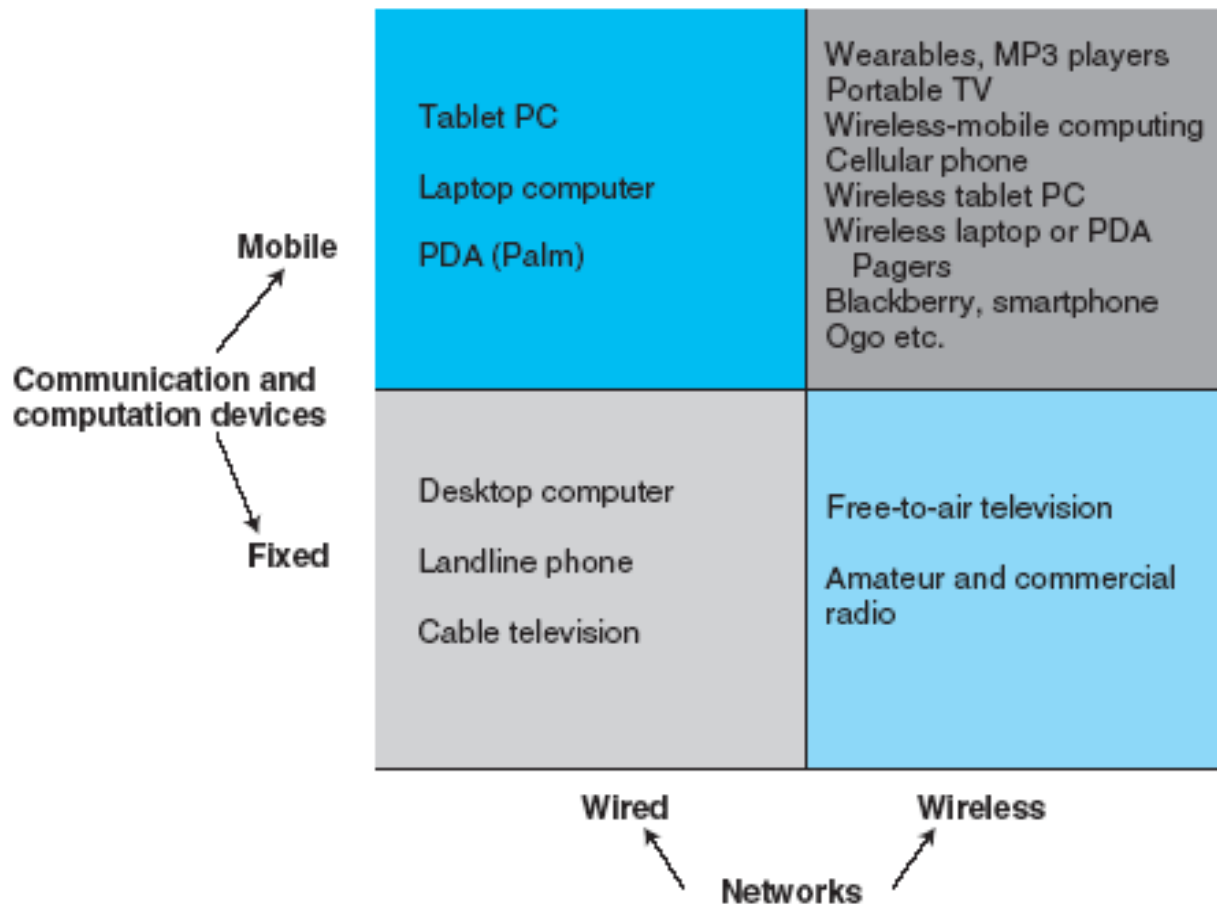 Tablet PC
Laptop computer
PDA (Palm)
Wearables, MP3 players
Portable TV
Wireless-mobile computing
Cellular phone
Wireless tablet PC
Wireless laptop or PDA
Pagers
Blackberry, smartphone
Ogo etc.
Mobile
Communication and
computation devices
Fixed
Desktop computer
Landline phone
Cable television
Free-to-air television
Amateur and commercial
radio
Wired
Wireless
Networks